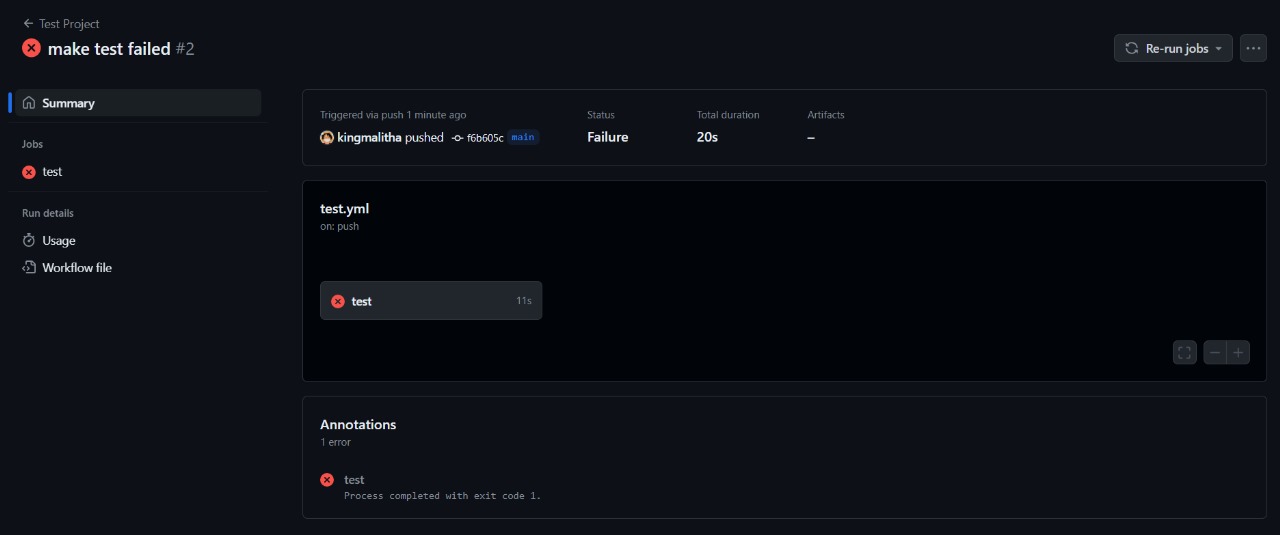 Test Project
make test failed #2
Re-run jobs
Summary
Jobs
test
Run details
Usage
Workflow file
Triggered via push 1 minute ago
kingmalitha pushed f6b605c main
Status
Failure
Total duration
20s
Artifacts
–
test.yml
on: push
test 11s
Annotations
1 error
test
Process completed with exit code 1.